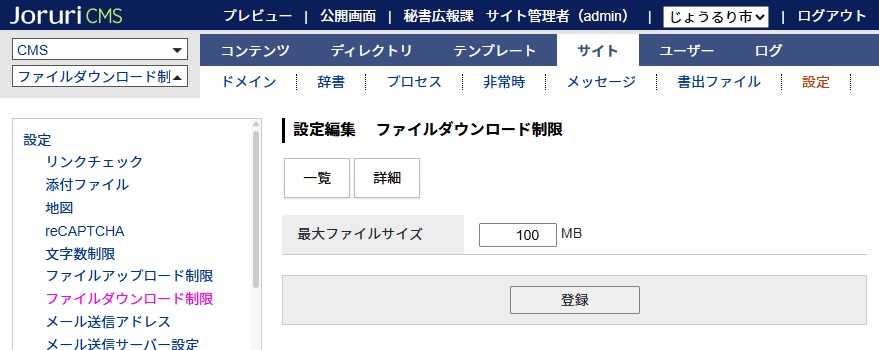 Joruri CMS プレビュー | 公開画面 | 秘書広報課 サイト管理者（admin） | じょうるり市 | ログアウト
CMS
コンテンツ ディレクトリ テンプレート サイト ユーザー ログ
ファイルダウンロード制
ドメイン 辞書 プロセス 非常時 メッセージ 書出ファイル 設定
設定
リンクチェック
添付ファイル
地図
reCAPTCHA
文字数制限
ファイルアップロード制限
ファイルダウンロード制限
メール送信アドレス
メール送信サーバー設定
設定編集 ファイルダウンロード制限
一覧 詳細
最大ファイルサイズ 100 MB
登録